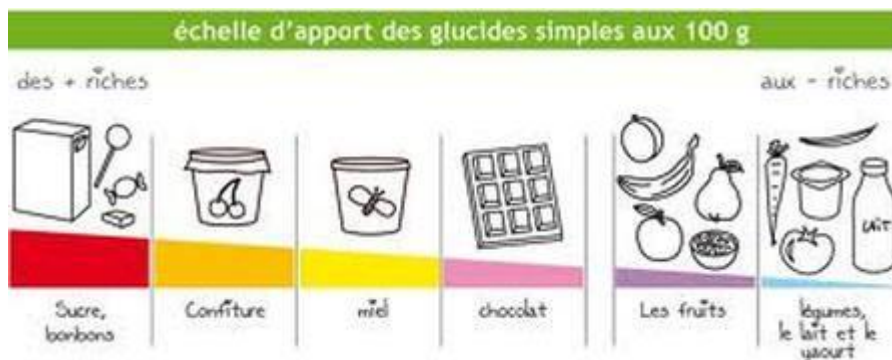 échelle d'apport des glucides simples aux 100 g
des + riches
aux - riches
Lait
Sucre,
bonbons
Confiture
miel
chocolat
Les fruits
légumes,
le lait et le
yaourt